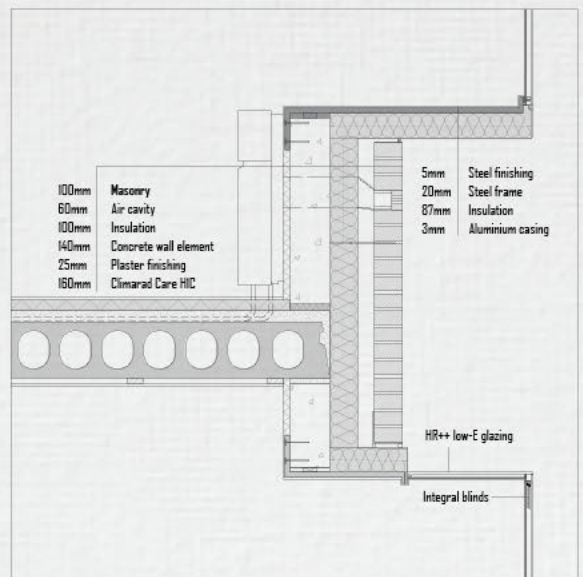 100mm Masonry
60mm Air cavity
100mm Insulation
140mm Concrete wall element
25mm Plaster finishing
160mm Climarad Care H1C
5mm Steel finishing
20mm Steel frame
87mm Insulation
3mm Aluminium casing
HR++ low-E glazing
Integral blinds